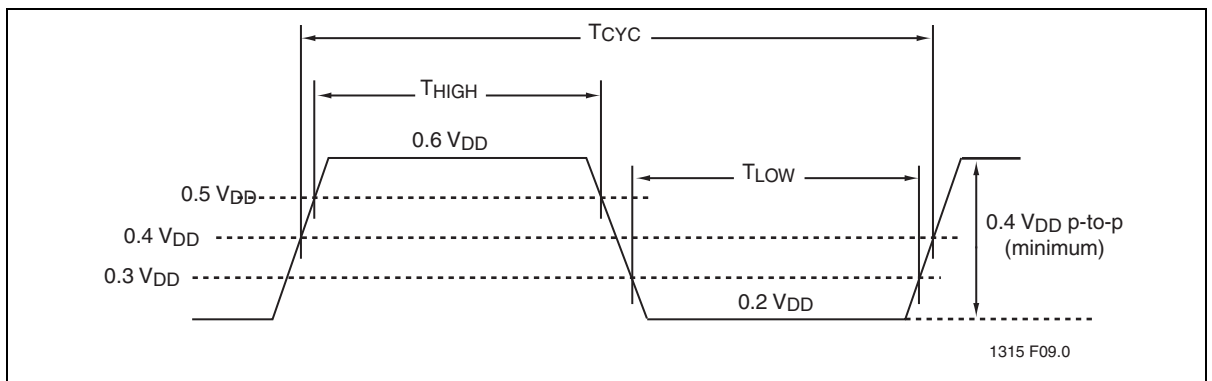 TCYC
THIGH
0.6 VDD
TLOW
0.5 VDD
0.4 VDD
0.4 VDD p-to-p
(minimum)
0.3 VDD
0.2 VDD
1315 F09.0